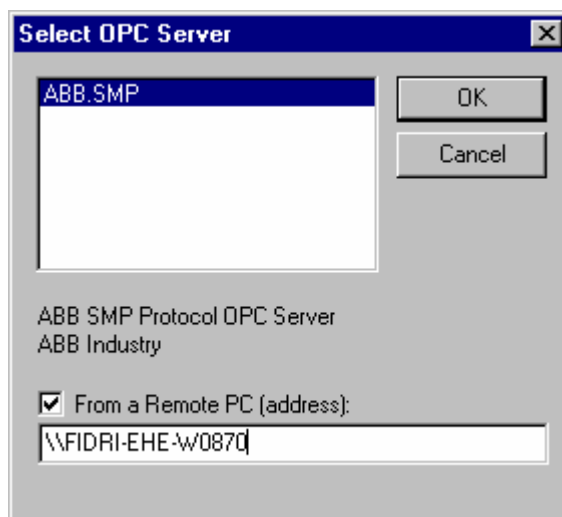 Select OPC Server
ABB.SMP
OK
Cancel
ABB SMP Protocol OPC Server
ABB Industry
From a Remote PC (address):
\\FIDRI-EHE-W0870